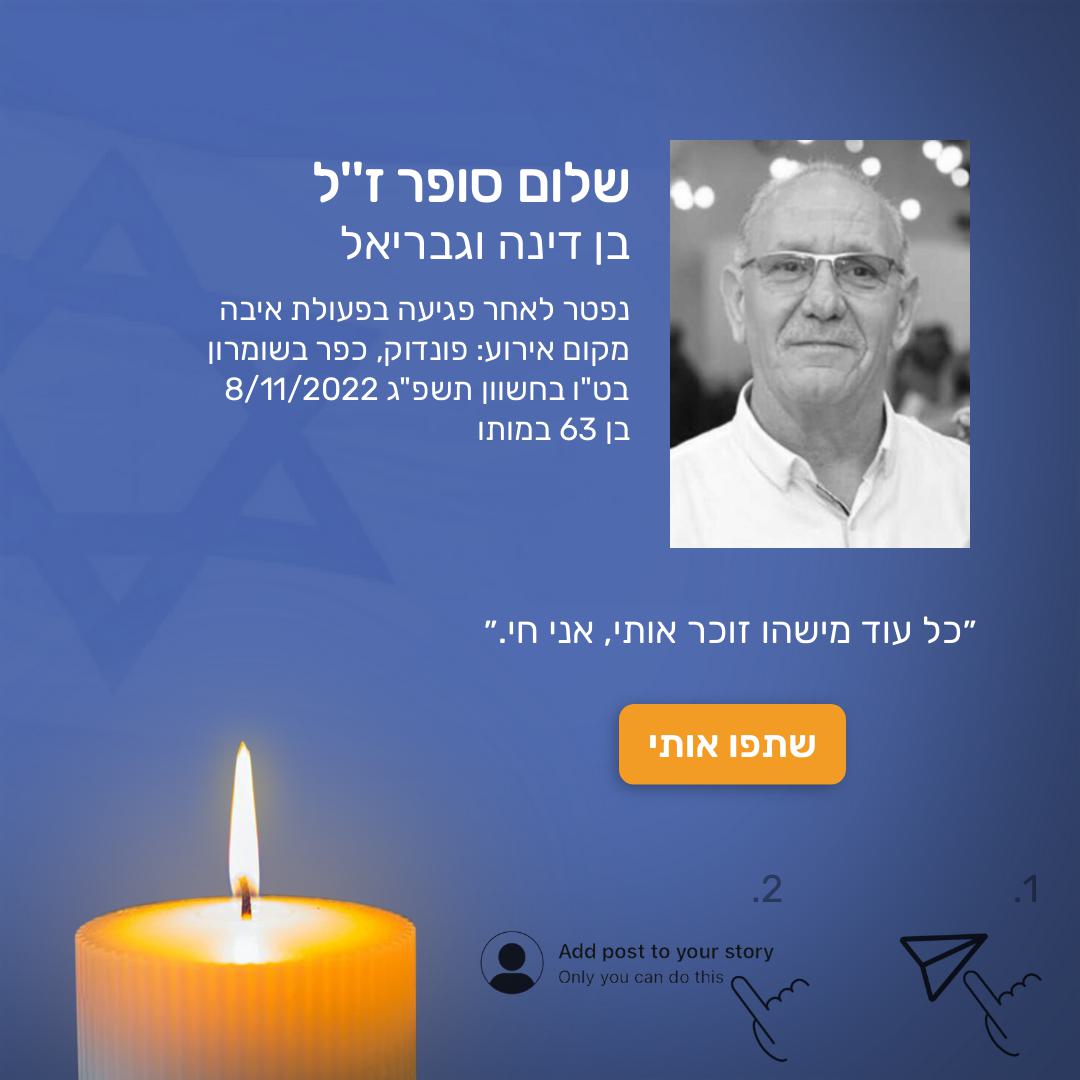 שלום סופר ז"ל
בן דינה וגבריאל
נפטר לאחר פגיעה בפעולת איבה
מקום אירוע: פונדוק, כפר בשומרון
בט"ו בחשוון תשפ"ג 8/11/2022
בן 63 במותו
״כל עוד מישהו זוכר אותי, אני חי.״
שתפו אותי
.1
.2
Add post to your story
Only you can do this